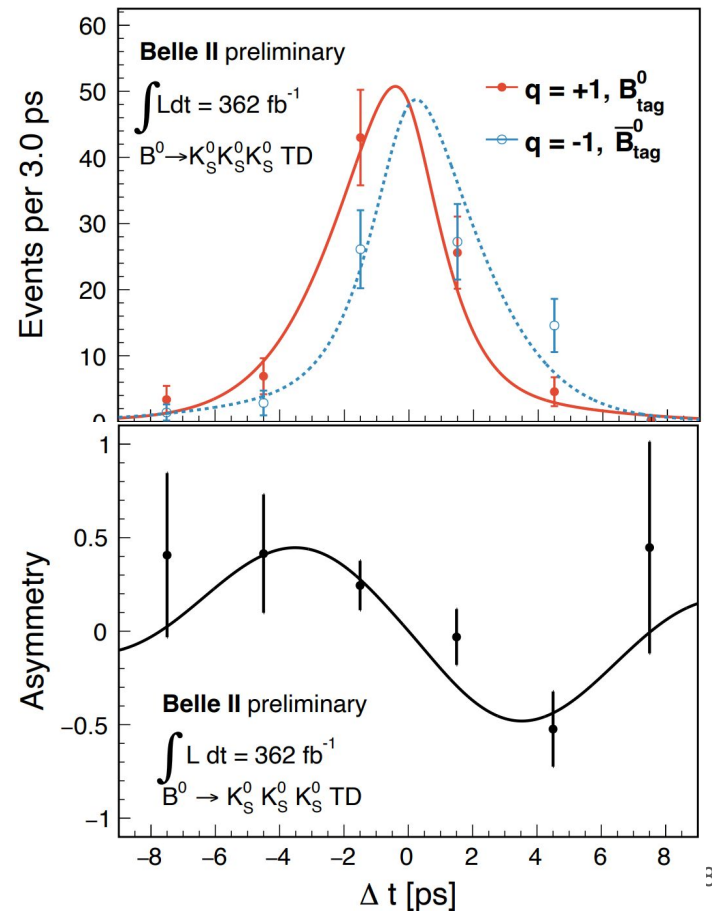 60
50
40
30
20
10
0
Events per 3.0 ps
Belle II preliminary
∫Ldt = 362 fb⁻¹
B⁰→K⁰SK⁰SK⁰S TD
q = +1, B⁰tag
q = -1, B̅⁰tag
1
0.5
0
−0.5
−1
Asymmetry
Belle II preliminary
∫L dt = 362 fb⁻¹
B⁰ → K⁰S K⁰S K⁰S TD
−8 −6 −4 −2 0 2 4 6 8
Δ t [ps]